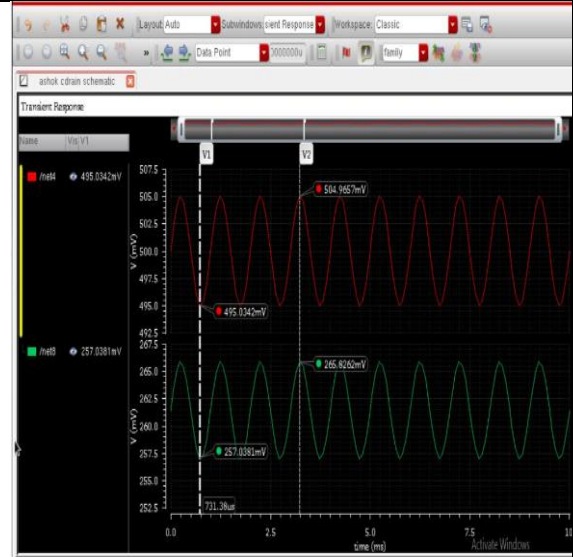 Layout: Auto Subwindows: sient Response Workspace: Classic
» Data Point family
ashok cdrain schematic
Transient Response
Name Vis V1
V1 V2
/net4 495.0342mV
507.5
505.0
502.5
500.0
497.5
495.0
492.5
V (mV)
504.9657mV
495.0342mV
/net8 257.0381mV
267.5
265.0
262.5
260.0
257.5
255.0
252.5
V (mV)
265.8262mV
257.0381mV
731.38us
0.0 2.5 5.0 7.5 10
time (ms)
Activate Windows